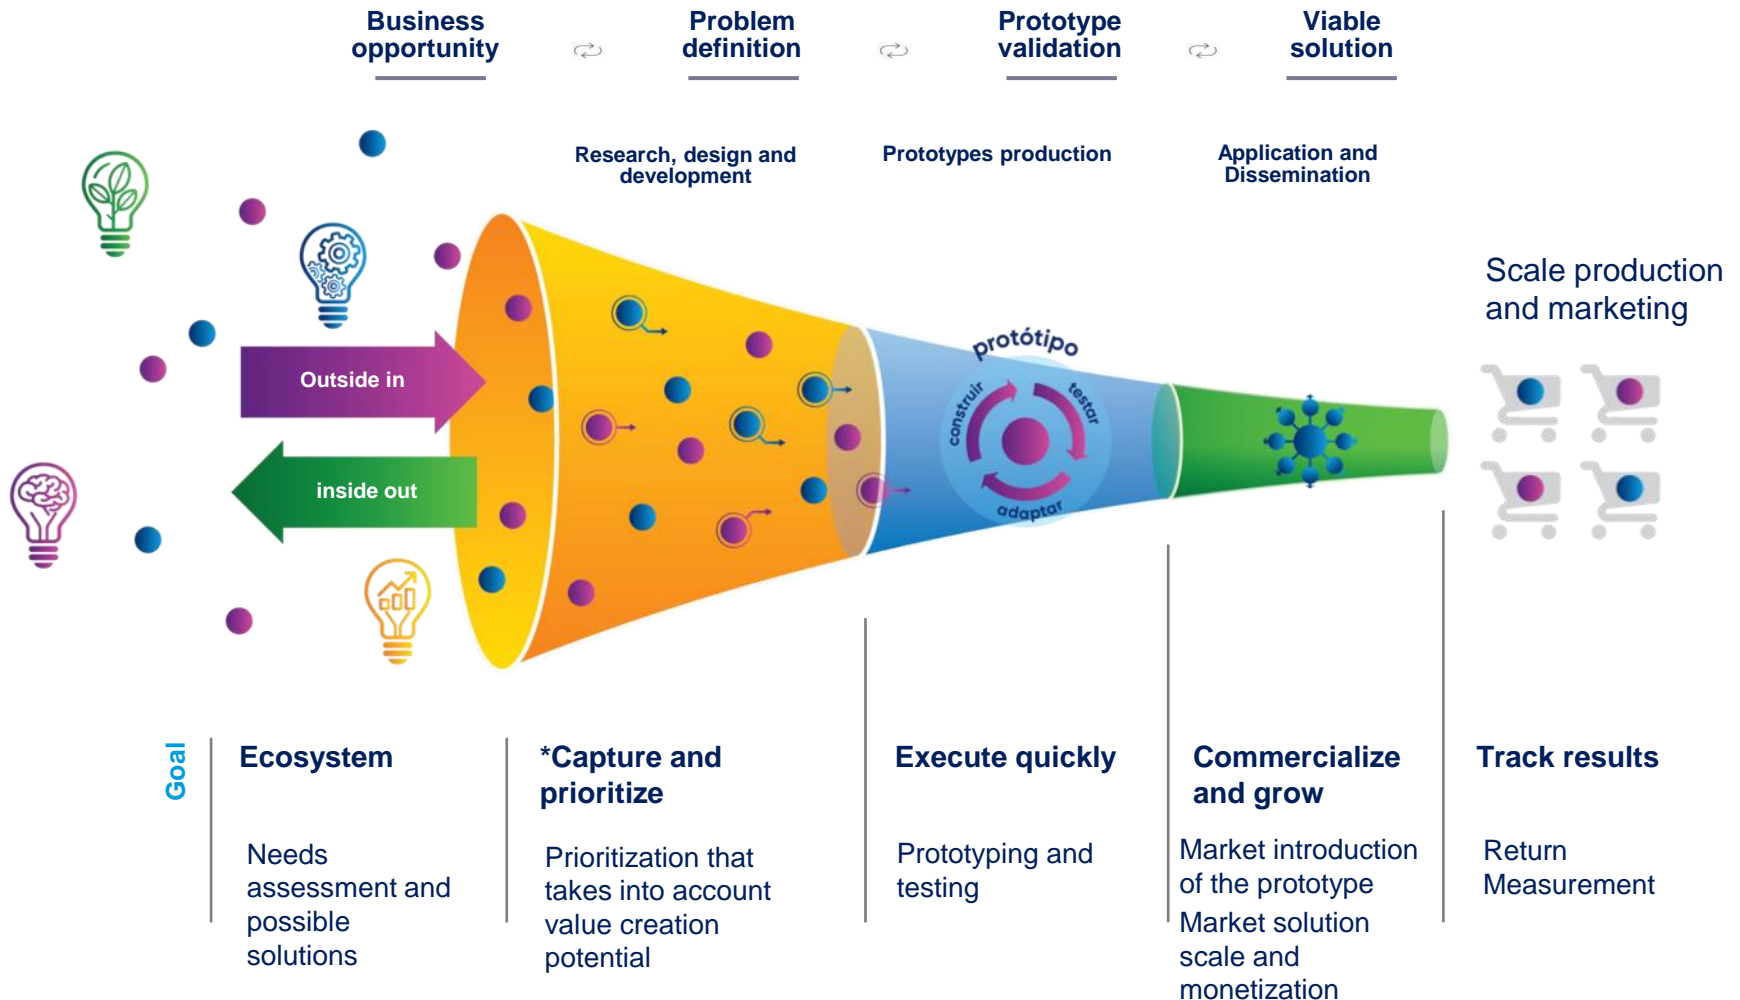 Business
opportunity
Problem
definition
Prototype
validation
Viable
solution
Research, design and
development
Prototypes production
Application and
Dissemination
Scale production
and marketing
Outside in
inside out
protótipo
construir
testar
adaptar
Goal
Ecosystem
Needs
assessment and
possible
solutions
*Capture and
prioritize
Prioritization that
takes into account
value creation
potential
Execute quickly
Prototyping and
testing
Commercialize
and grow
Market introduction
of the prototype
Market solution
scale and
monetization
Track results
Return
Measurement